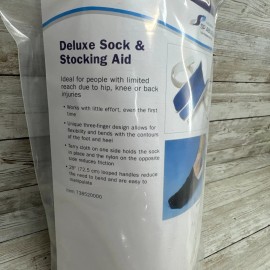 Deluxe Sock &
Stocking Aid
Ideal for people with limited
reach due to hip, knee or back
injuries.
• Works with little effort, even the first
time
• Unique three-finger design allows for
flexibility and bends with the contours
of the foot and heel
• Terry cloth on one side holds the sock
in place and the nylon on the opposite
side reduces friction
• 29" (73.5 cm) looped handles reduce
the need to bend and are easy to
manipulate